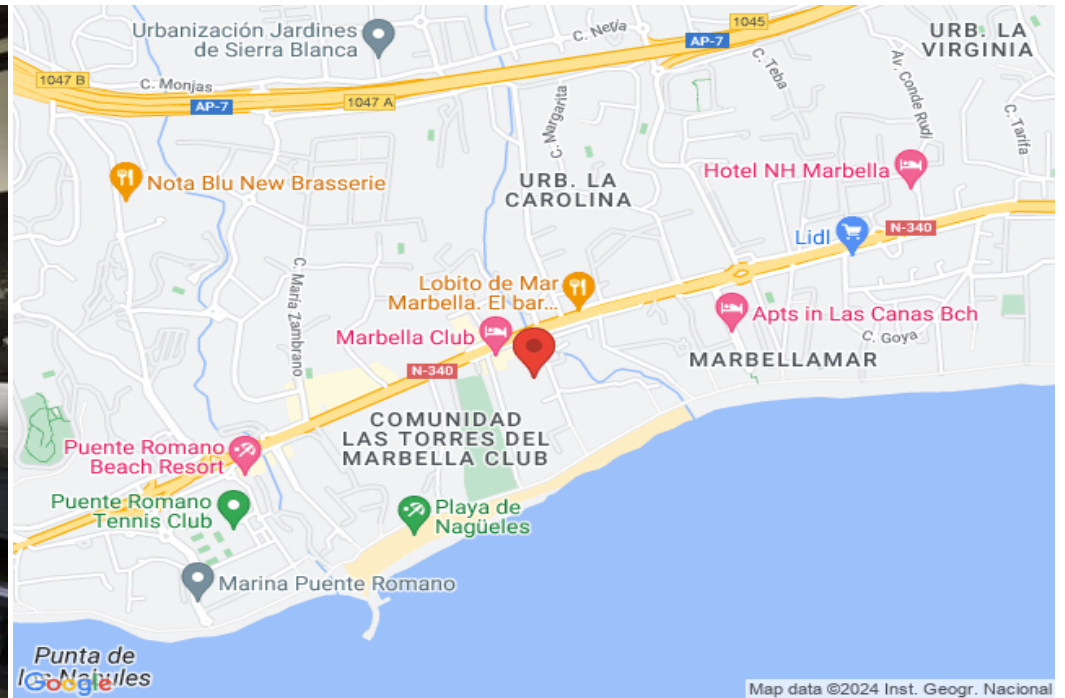 Urbanización Jardines
de Sierra Blanca
C. Nerja
1045
AP-7
URB. LA
VIRGINIA
1047 B
C. Monjas
AP-7
1047 A
C. Teba
Av. Conde Rudi
C. Tarifa
C. Margarita
Nota Blu New Brasserie
URB. LA
CAROLINA
Hotel NH Marbella
Lidl
N-340
C. María Zambrano
Lobito de Mar
Marbella. El bar...
Marbella Club
Apts in Las Canas Bch
C. Goya
MARBELLAMAR
N-340
COMUNIDAD
LAS TORRES DEL
MARBELLA CLUB
Puente Romano
Beach Resort
Puente Romano
Tennis Club
Playa de
Nagüeles
Marina Puente Romano
Punta de
Google
Map data ©2024 Inst. Geogr. Nacional